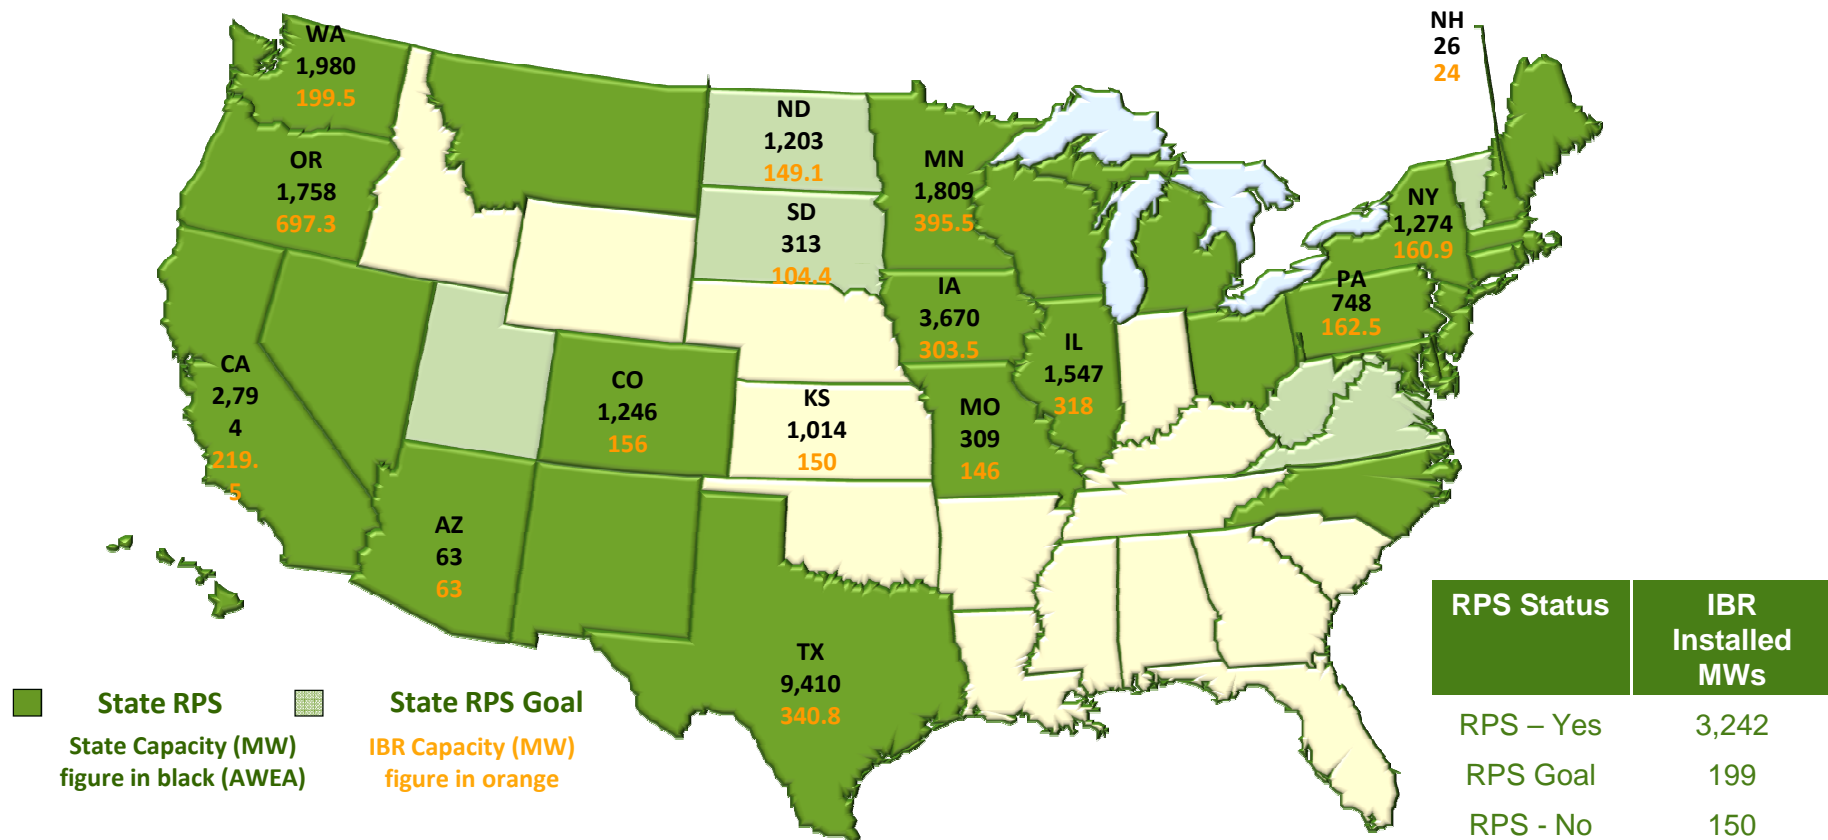 WA
1,980
199.5
OR
1,758
697.3
CA
2,79
4
219.
5
AZ
63
63
CO
1,246
156
ND
1,203
149.1
SD
313
104.4
KS
1,014
150
TX
9,410
340.8
MN
1,809
395.5
IA
3,670
303.5
MO
309
146
IL
1,547
318
NY
1,274
160.9
PA
748
162.5
NH
26
24
State RPS
State RPS Goal
State Capacity (MW)
figure in black (AWEA)
IBR Capacity (MW)
figure in orange
RPS Status
IBR
Installed
MWs
RPS – Yes 3,242
RPS Goal 199
RPS - No 150